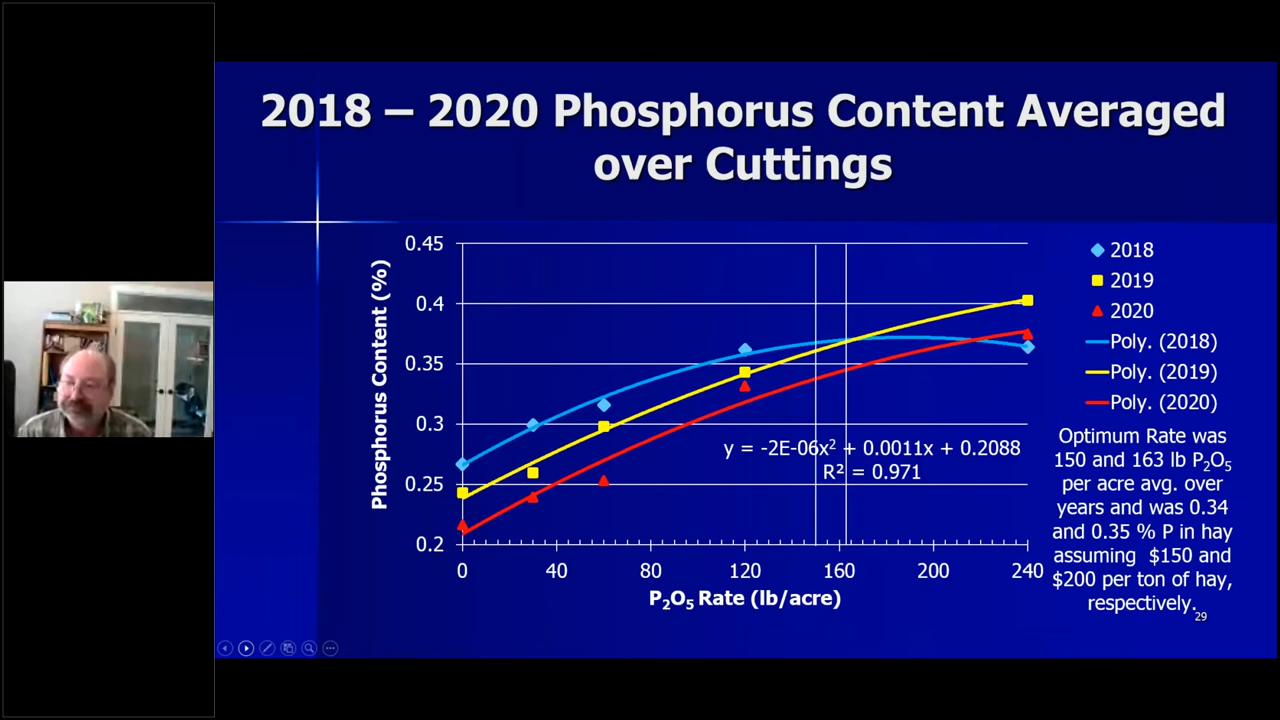 2018 – 2020 Phosphorus Content Averaged
over Cuttings
Phosphorus Content (%)
0.45
0.4
0.35
0.3
0.25
0.2
0 40 80 120 160 200 240
P₂O₅ Rate (lb/acre)
y = -2E-06x² + 0.0011x + 0.2088
R² = 0.971
2018
2019
2020
Poly. (2018)
Poly. (2019)
Poly. (2020)
Optimum Rate was
150 and 163 lb P₂O₅
per acre avg. over
years and was 0.34
and 0.35 % P in hay
assuming $150 and
$200 per ton of hay,
respectively.
29